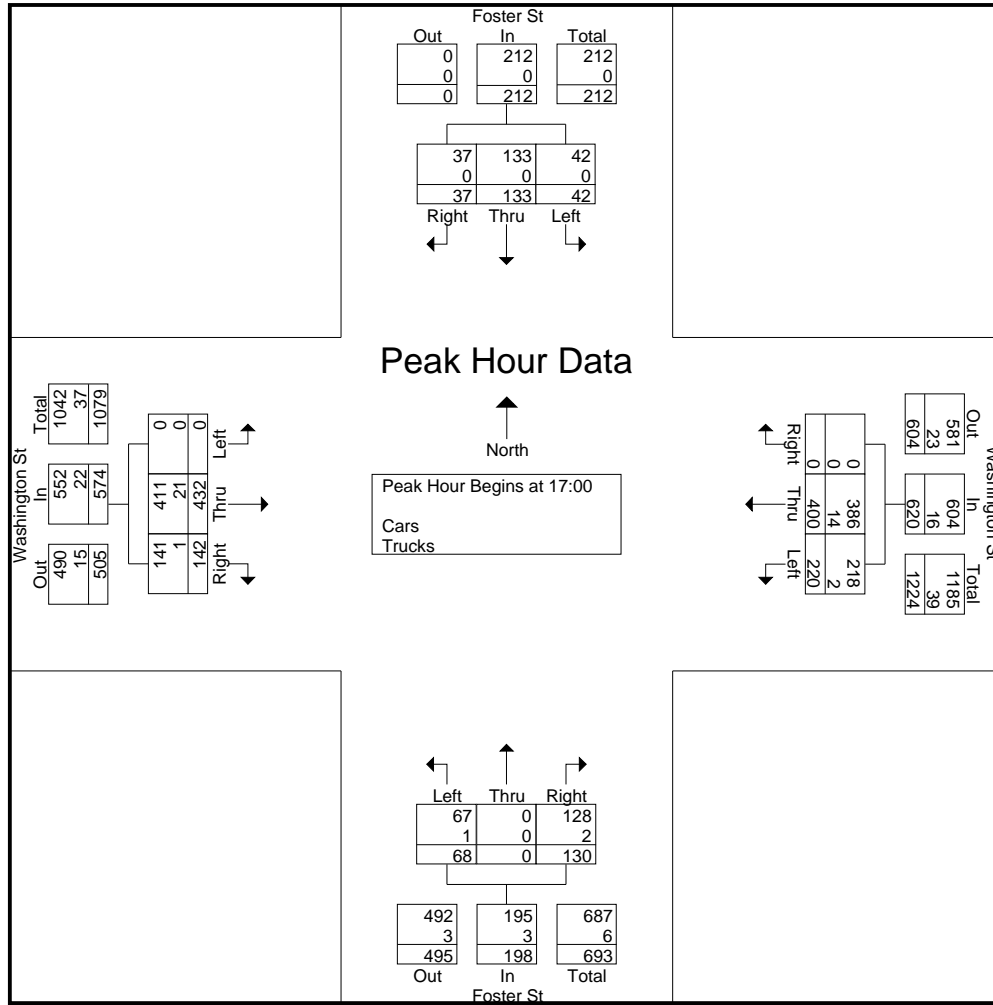 Foster St
Out In Total
0 212 212
0 0 0
0 212 212
37 133 42
0 0 0
37 133 42
Right Thru Left
Peak Hour Data
North
Peak Hour Begins at 17:00
Cars
Trucks
Washington St
Out In Total
490 552 1042
15 22 37
505 574 1079
Right Thru Left
141 411 0
1 21 0
142 432 0
Washington St
Out In Total
581 604 1185
23 16 39
604 620 1224
Right Thru Left
0 386 218
0 14 2
0 400 220
Left Thru Right
67 0 128
1 0 2
68 0 130
492 195 687
3 3 6
495 198 693
Out In Total
Foster St